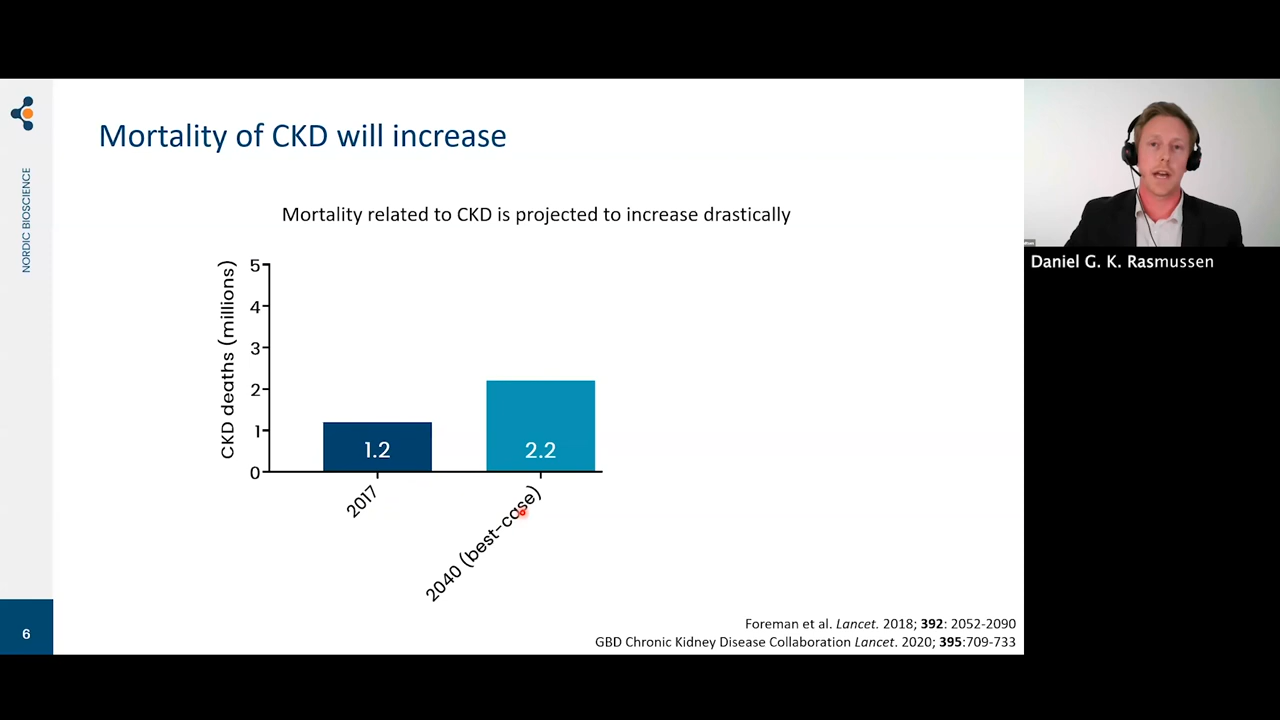 Mortality of CKD will increase
NORDIC BIOSCIENCE
Mortality related to CKD is projected to increase drastically
CKD deaths (millions)
5
4
3
2
1
0
1.2
2.2
2017
2040 (best-case)
Foreman et al. Lancet. 2018; 392: 2052-2090
GBD Chronic Kidney Disease Collaboration Lancet. 2020; 395:709-733
6
Daniel G. K. Rasmussen